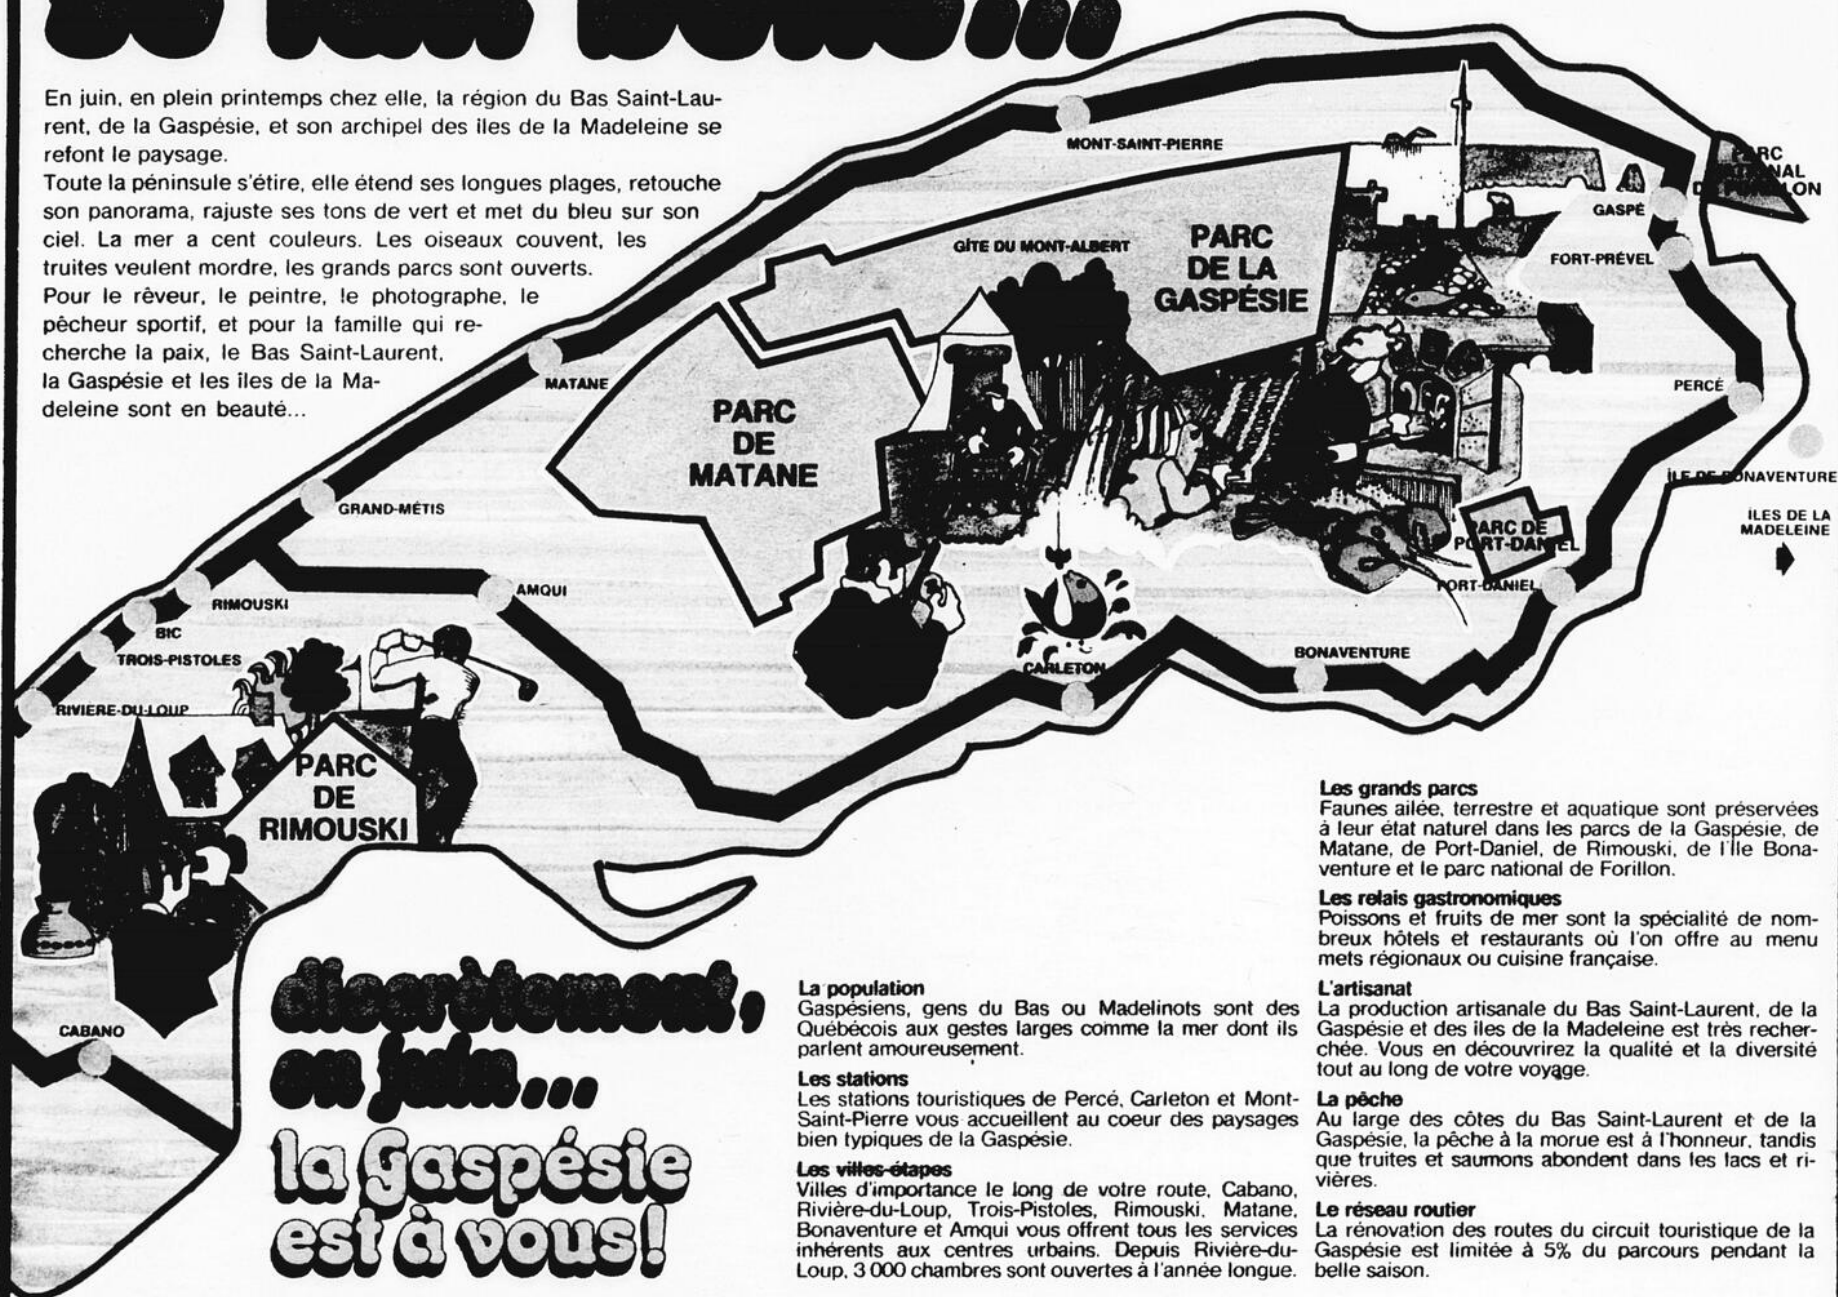 En juin, en plein printemps chez elle, la région du Bas Saint-Lau-
rent, de la Gaspésie, et son archipel des îles de la Madeleine se
refont le paysage.
Toute la péninsule s'étire, elle étend ses longues plages, retouche
son panorama, rajuste ses tons de vert et met du bleu sur son
ciel. La mer a cent couleurs. Les oiseaux couvent, les
truites veulent mordre, les grands parcs sont ouverts.
Pour le rêveur, le peintre, le photographe, le
pêcheur sportif, et pour la famille qui re-
cherche la paix, le Bas Saint-Laurent,
la Gaspésie et les îles de la Ma-
deleine sont en beauté...
MONT-SAINT-PIERRE
PARC
GASPÉ
GÎTE DU MONT-ALBERT
PARC
DE LA
GASPÉSIE
FORT-PRÉVEL
MATANE
PERCÉ
PARC
DE
MATANE
ÎLE DE BONAVENTURE
GRAND-MÉTIS
ÎLES DE LA
MADELEINE
PARC DE
PORT-DANIEL
PORT-DANIEL
AMQUI
RIMOUSKI
BIC
TROIS-PISTOLES
BONAVENTURE
CARLETON
RIVIÈRE-DU-LOUP
PARC
DE
RIMOUSKI
CABANO
discrètement,
en juin...
la Gaspésie
est à vous!
La population
Gaspésiens, gens du Bas ou Madelinots sont des
Québécois aux gestes larges comme la mer dont ils
parlent amoureusement.
Les stations
Les stations touristiques de Percé, Carleton et Mont-
Saint-Pierre vous accueillent au coeur des paysages
bien typiques de la Gaspésie.
Les villes-étapes
Villes d'importance le long de votre route, Cabano,
Rivière-du-Loup, Trois-Pistoles, Rimouski, Matane,
Bonaventure et Amqui vous offrent tous les services
inhérents aux centres urbains. Depuis Rivière-du-
Loup, 3 000 chambres sont ouvertes à l'année longue.
Les grands parcs
Faunes ailée, terrestre et aquatique sont préservées
à leur état naturel dans les parcs de la Gaspésie, de
Matane, de Port-Daniel, de Rimouski, de l'Île Bona-
venture et le parc national de Forillon.
Les relais gastronomiques
Poissons et fruits de mer sont la spécialité de nom-
breux hôtels et restaurants où l'on offre au menu
mets régionaux ou cuisine française.
L'artisanat
La production artisanale du Bas Saint-Laurent, de la
Gaspésie et des îles de la Madeleine est très recher-
chée. Vous en découvrirez la qualité et la diversité
tout au long de votre voyage.
La pêche
Au large des côtes du Bas Saint-Laurent et de la
Gaspésie, la pêche à la morue est à l'honneur, tandis
que truites et saumons abondent dans les lacs et ri-
vières.
Le réseau routier
La rénovation des routes du circuit touristique de la
Gaspésie est limitée à 5% du parcours pendant la
belle saison.